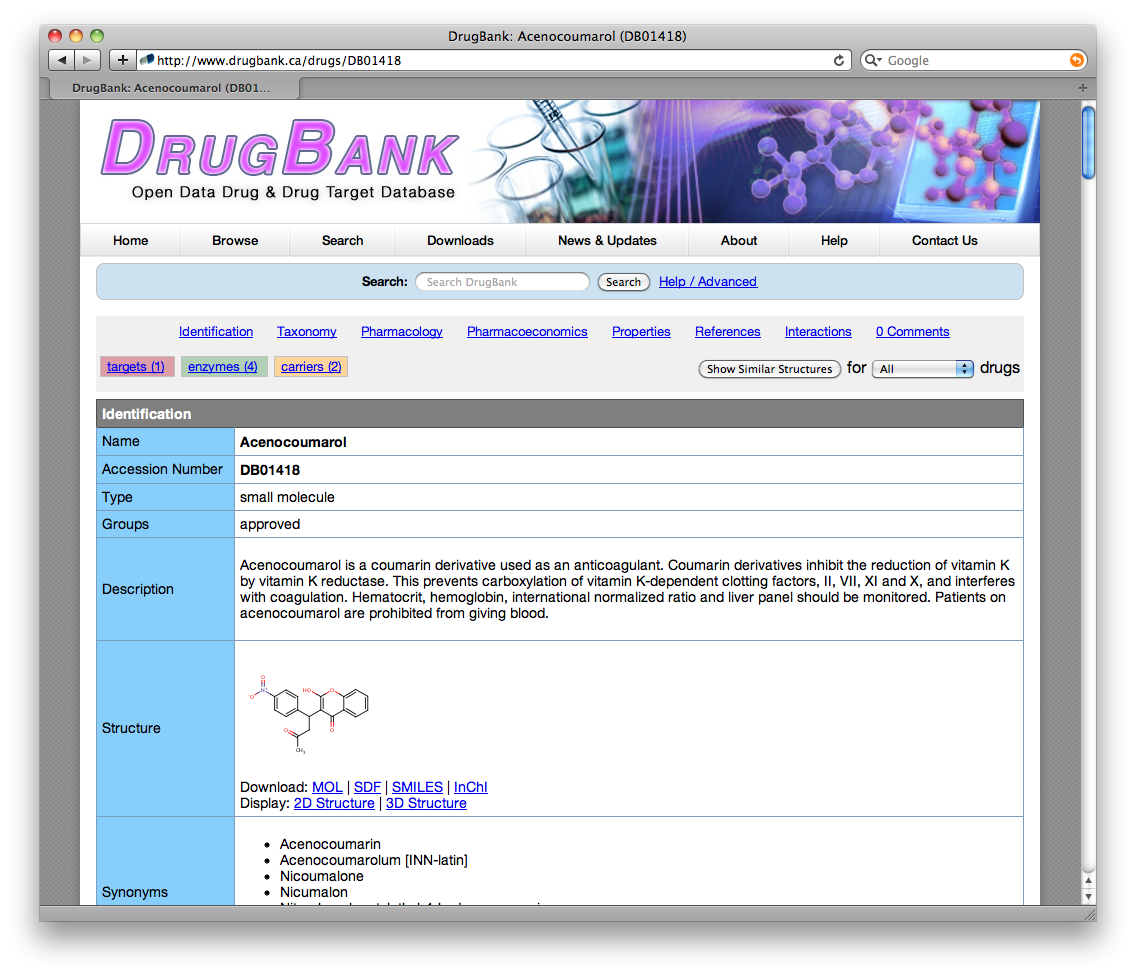 DrugBank: Acenocoumarol (DB01418)
http://www.drugbank.ca/drugs/DB01418
Google
DrugBank: Acenocoumarol (DB01...
DRUGBANK
Open Data Drug & Drug Target Database
Home Browse Search Downloads News & Updates About Help Contact Us
Search: Search DrugBank Search Help / Advanced
Identification Taxonomy Pharmacology Pharmacoeconomics Properties References Interactions 0 Comments
targets (1) enzymes (4) carriers (2) Show Similar Structures for All drugs
Identification
Name Acenocoumarol
Accession Number DB01418
Type small molecule
Groups approved
Description
Acenocoumarol is a coumarin derivative used as an anticoagulant. Coumarin derivatives inhibit the reduction of vitamin K
by vitamin K reductase. This prevents carboxylation of vitamin K-dependent clotting factors, II, VII, XI and X, and interferes
with coagulation. Hematocrit, hemoglobin, international normalized ratio and liver panel should be monitored. Patients on
acenocoumarol are prohibited from giving blood.
Structure
O
N+
-O
HO
O
O
O
CH3
Download: MOL | SDF | SMILES | InChI
Display: 2D Structure | 3D Structure
Synonyms
• Acenocoumarin
• Acenocoumarolum [INN-latin]
• Nicoumalone
• Nicumalon